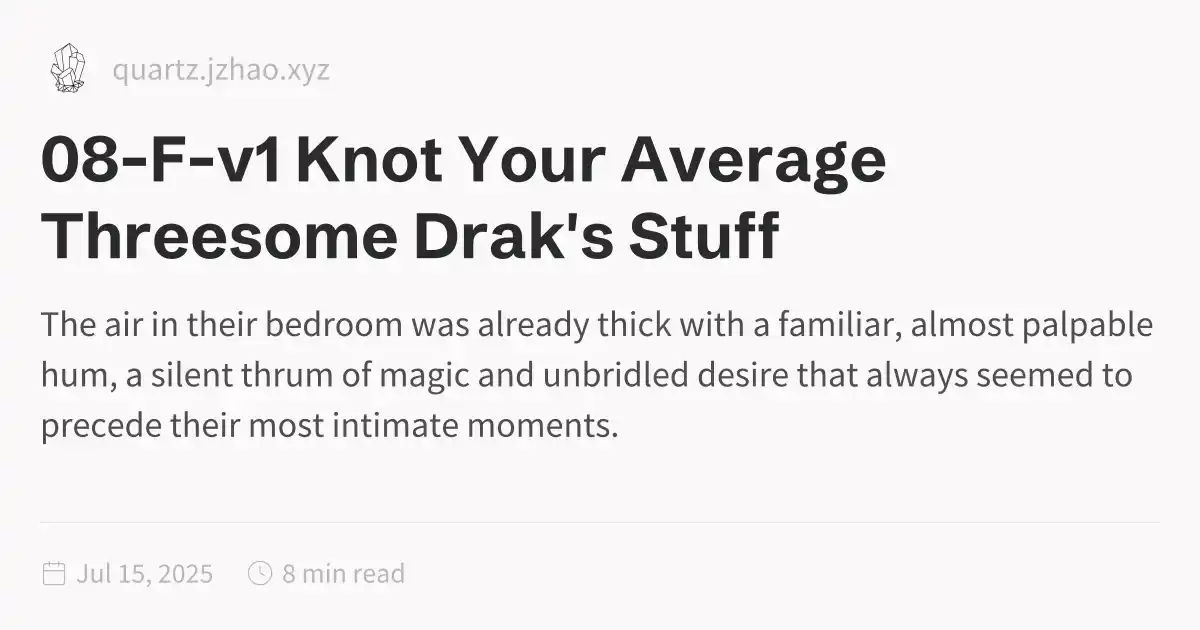 quartz.jzhao.xyz
08-F-v1 Knot Your Average
Threesome Drak's Stuff
The air in their bedroom was already thick with a familiar, almost palpable
hum, a silent thrum of magic and unbridled desire that always seemed to
precede their most intimate moments.
Jul 15, 2025 8 min read